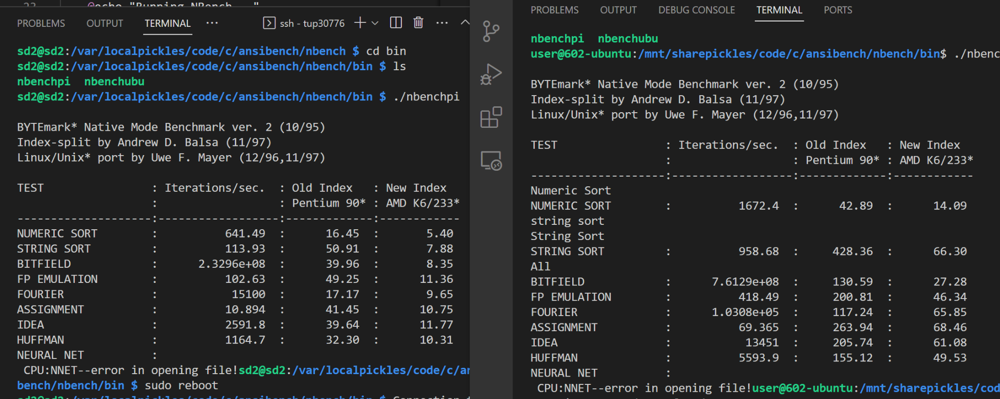 23 @echo "Running NBench..."
PROBLEMS OUTPUT TERMINAL ... ssh - tup30776
sd2@sd2:/var/localpickles/code/c/ansibench/nbench $ cd bin
sd2@sd2:/var/localpickles/code/c/ansibench/nbench/bin $ ls
nbenchpi nbenchubu
sd2@sd2:/var/localpickles/code/c/ansibench/nbench/bin $ ./nbenchpi
BYTEmark* Native Mode Benchmark ver. 2 (10/95)
Index-split by Andrew D. Balsa (11/97)
Linux/Unix* port by Uwe F. Mayer (12/96,11/97)
TEST : Iterations/sec. : Old Index : New Index
: : Pentium 90* : AMD K6/233*
--------------------:------------------:-------------:------------
NUMERIC SORT : 641.49 : 16.45 : 5.40
STRING SORT : 113.93 : 50.91 : 7.88
BITFIELD : 2.3296e+08 : 39.96 : 8.35
FP EMULATION : 102.63 : 49.25 : 11.36
FOURIER : 15100 : 17.17 : 9.65
ASSIGNMENT : 10.894 : 41.45 : 10.75
IDEA : 2591.8 : 39.64 : 11.77
HUFFMAN : 1164.7 : 32.30 : 10.31
NEURAL NET :
CPU:NNET--error in opening file!sd2@sd2:/var/localpickles/code/c/an
bench/nbench/bin $ sudo reboot
sd2@sd2:/var/localpickles/code/c/ansibench/nbench/bin $ Connection
PROBLEMS OUTPUT DEBUG CONSOLE TERMINAL PORTS
nbenchpi nbenchubu
user@602-ubuntu:/mnt/sharepickles/code/c/ansibench/nbench/bin$ ./nbenc
BYTEmark* Native Mode Benchmark ver. 2 (10/95)
Index-split by Andrew D. Balsa (11/97)
Linux/Unix* port by Uwe F. Mayer (12/96,11/97)
TEST : Iterations/sec. : Old Index : New Index
: : Pentium 90* : AMD K6/233*
--------------------:------------------:-------------:------------
Numeric Sort
NUMERIC SORT : 1672.4 : 42.89 : 14.09
string sort
String Sort
STRING SORT : 958.68 : 428.36 : 66.30
All
BITFIELD : 7.6129e+08 : 130.59 : 27.28
FP EMULATION : 418.49 : 200.81 : 46.34
FOURIER : 1.0308e+05 : 117.24 : 65.85
ASSIGNMENT : 69.365 : 263.94 : 68.46
IDEA : 13451 : 205.74 : 61.08
HUFFMAN : 5593.9 : 155.12 : 49.53
NEURAL NET :
CPU:NNET--error in opening file!user@602-ubuntu:/mnt/sharepickles/cod